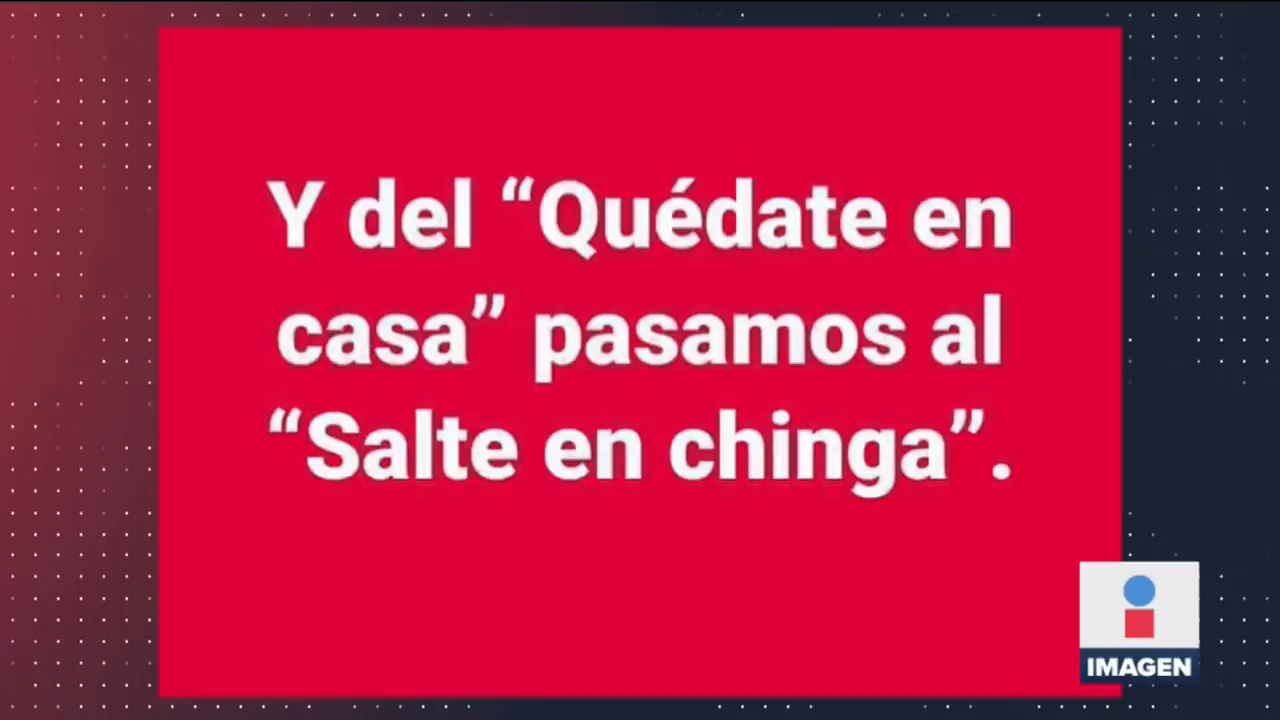 Y del “Quédate en
casa” pasamos al
“Salte en chinga”.
IMAGEN